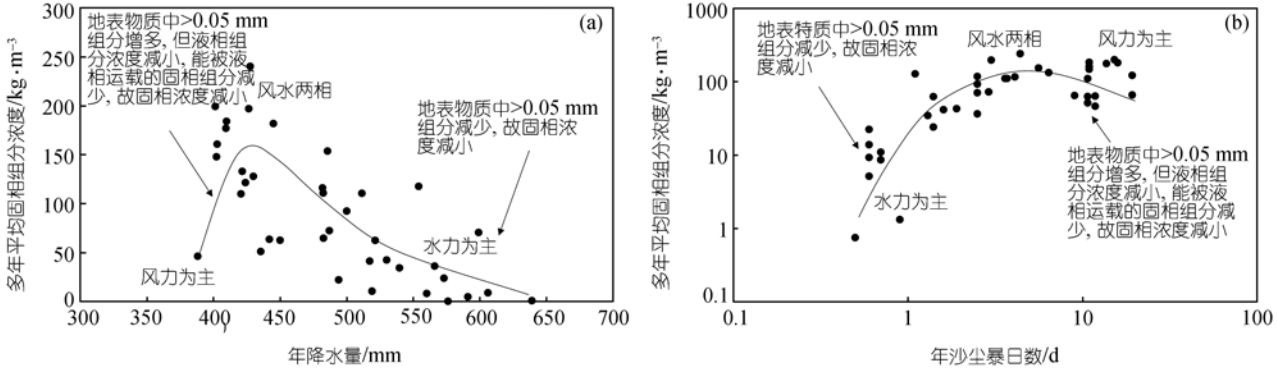 (a)
地表物质中>0.05 mm
组分增多, 但液相组
分浓度减小, 能被液
相运载的固相组分减
少, 故固相浓度减小
风水两相
地表物质中>0.05 mm
组分减少, 故固相浓
度减小
水力为主
风力为主
多年平均固相组分浓度/kg·m⁻³
300
250
200
150
100
50
0
300
350
400
450
500
550
600
650
700
年降水量/mm
(b)
地表特质中>0.05 mm
组分减少, 故固相浓
度减小
风水两相
风力为主
地表物质中>0.05 mm
组分增多, 但液相组
分浓度减小, 能被液
相运载的固相组分减
少, 故固相浓度减小
水力为主
多年平均固相组分浓度/kg·m⁻³
1000
100
10
1
0.1
0.1
1
10
100
年沙尘暴日数/d